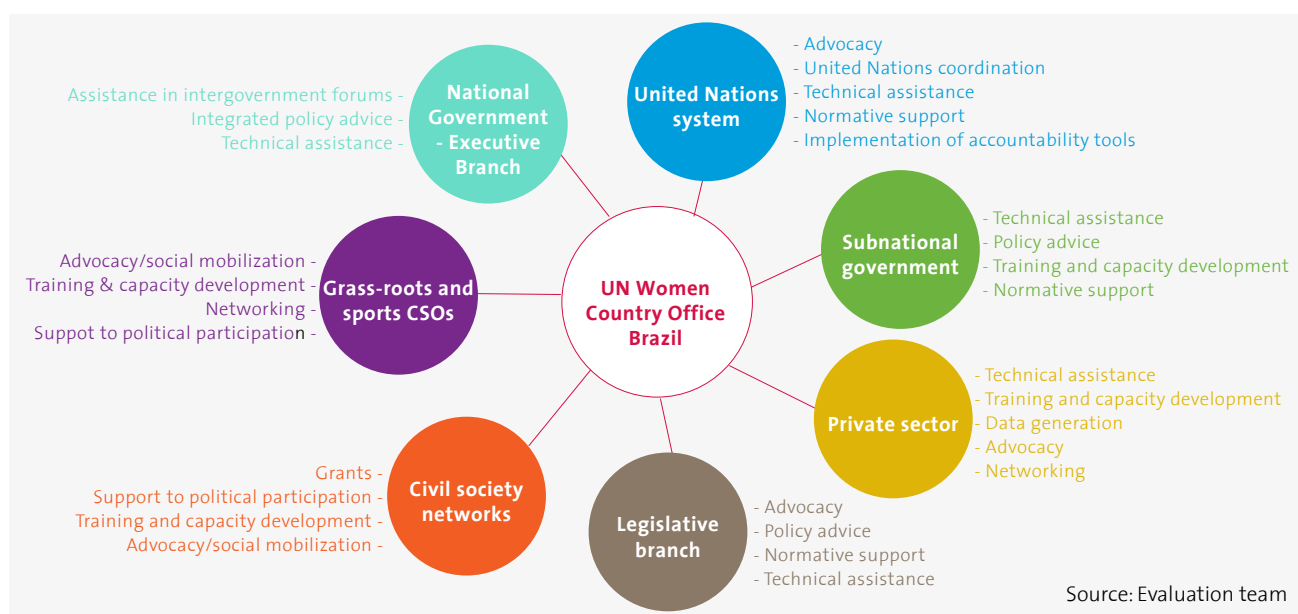 National
Government
- Executive
Branch
Assistance in intergovernment forums -
Integrated policy advice -
Technical assistance -
United Nations
system
- Advocacy
- United Nations coordination
- Technical assistance
- Normative support
- Implementation of accountability tools
Subnational
government
- Technical assistance
- Policy advice
- Training and capacity development
- Normative support
Grass-roots and
sports CSOs
Advocacy/social mobilization -
Training & capacity development -
Networking -
Suppot to political participation -
UN Women
Country Office
Brazil
Private sector
- Technical assistance
- Training and capacity development
- Data generation
- Advocacy
- Networking
Civil society
networks
Grants -
Support to political participation -
Training and capacity development -
Advocacy/social mobilization -
Legislative
branch
- Advocacy
- Policy advice
- Normative support
- Technical assistance
Source: Evaluation team